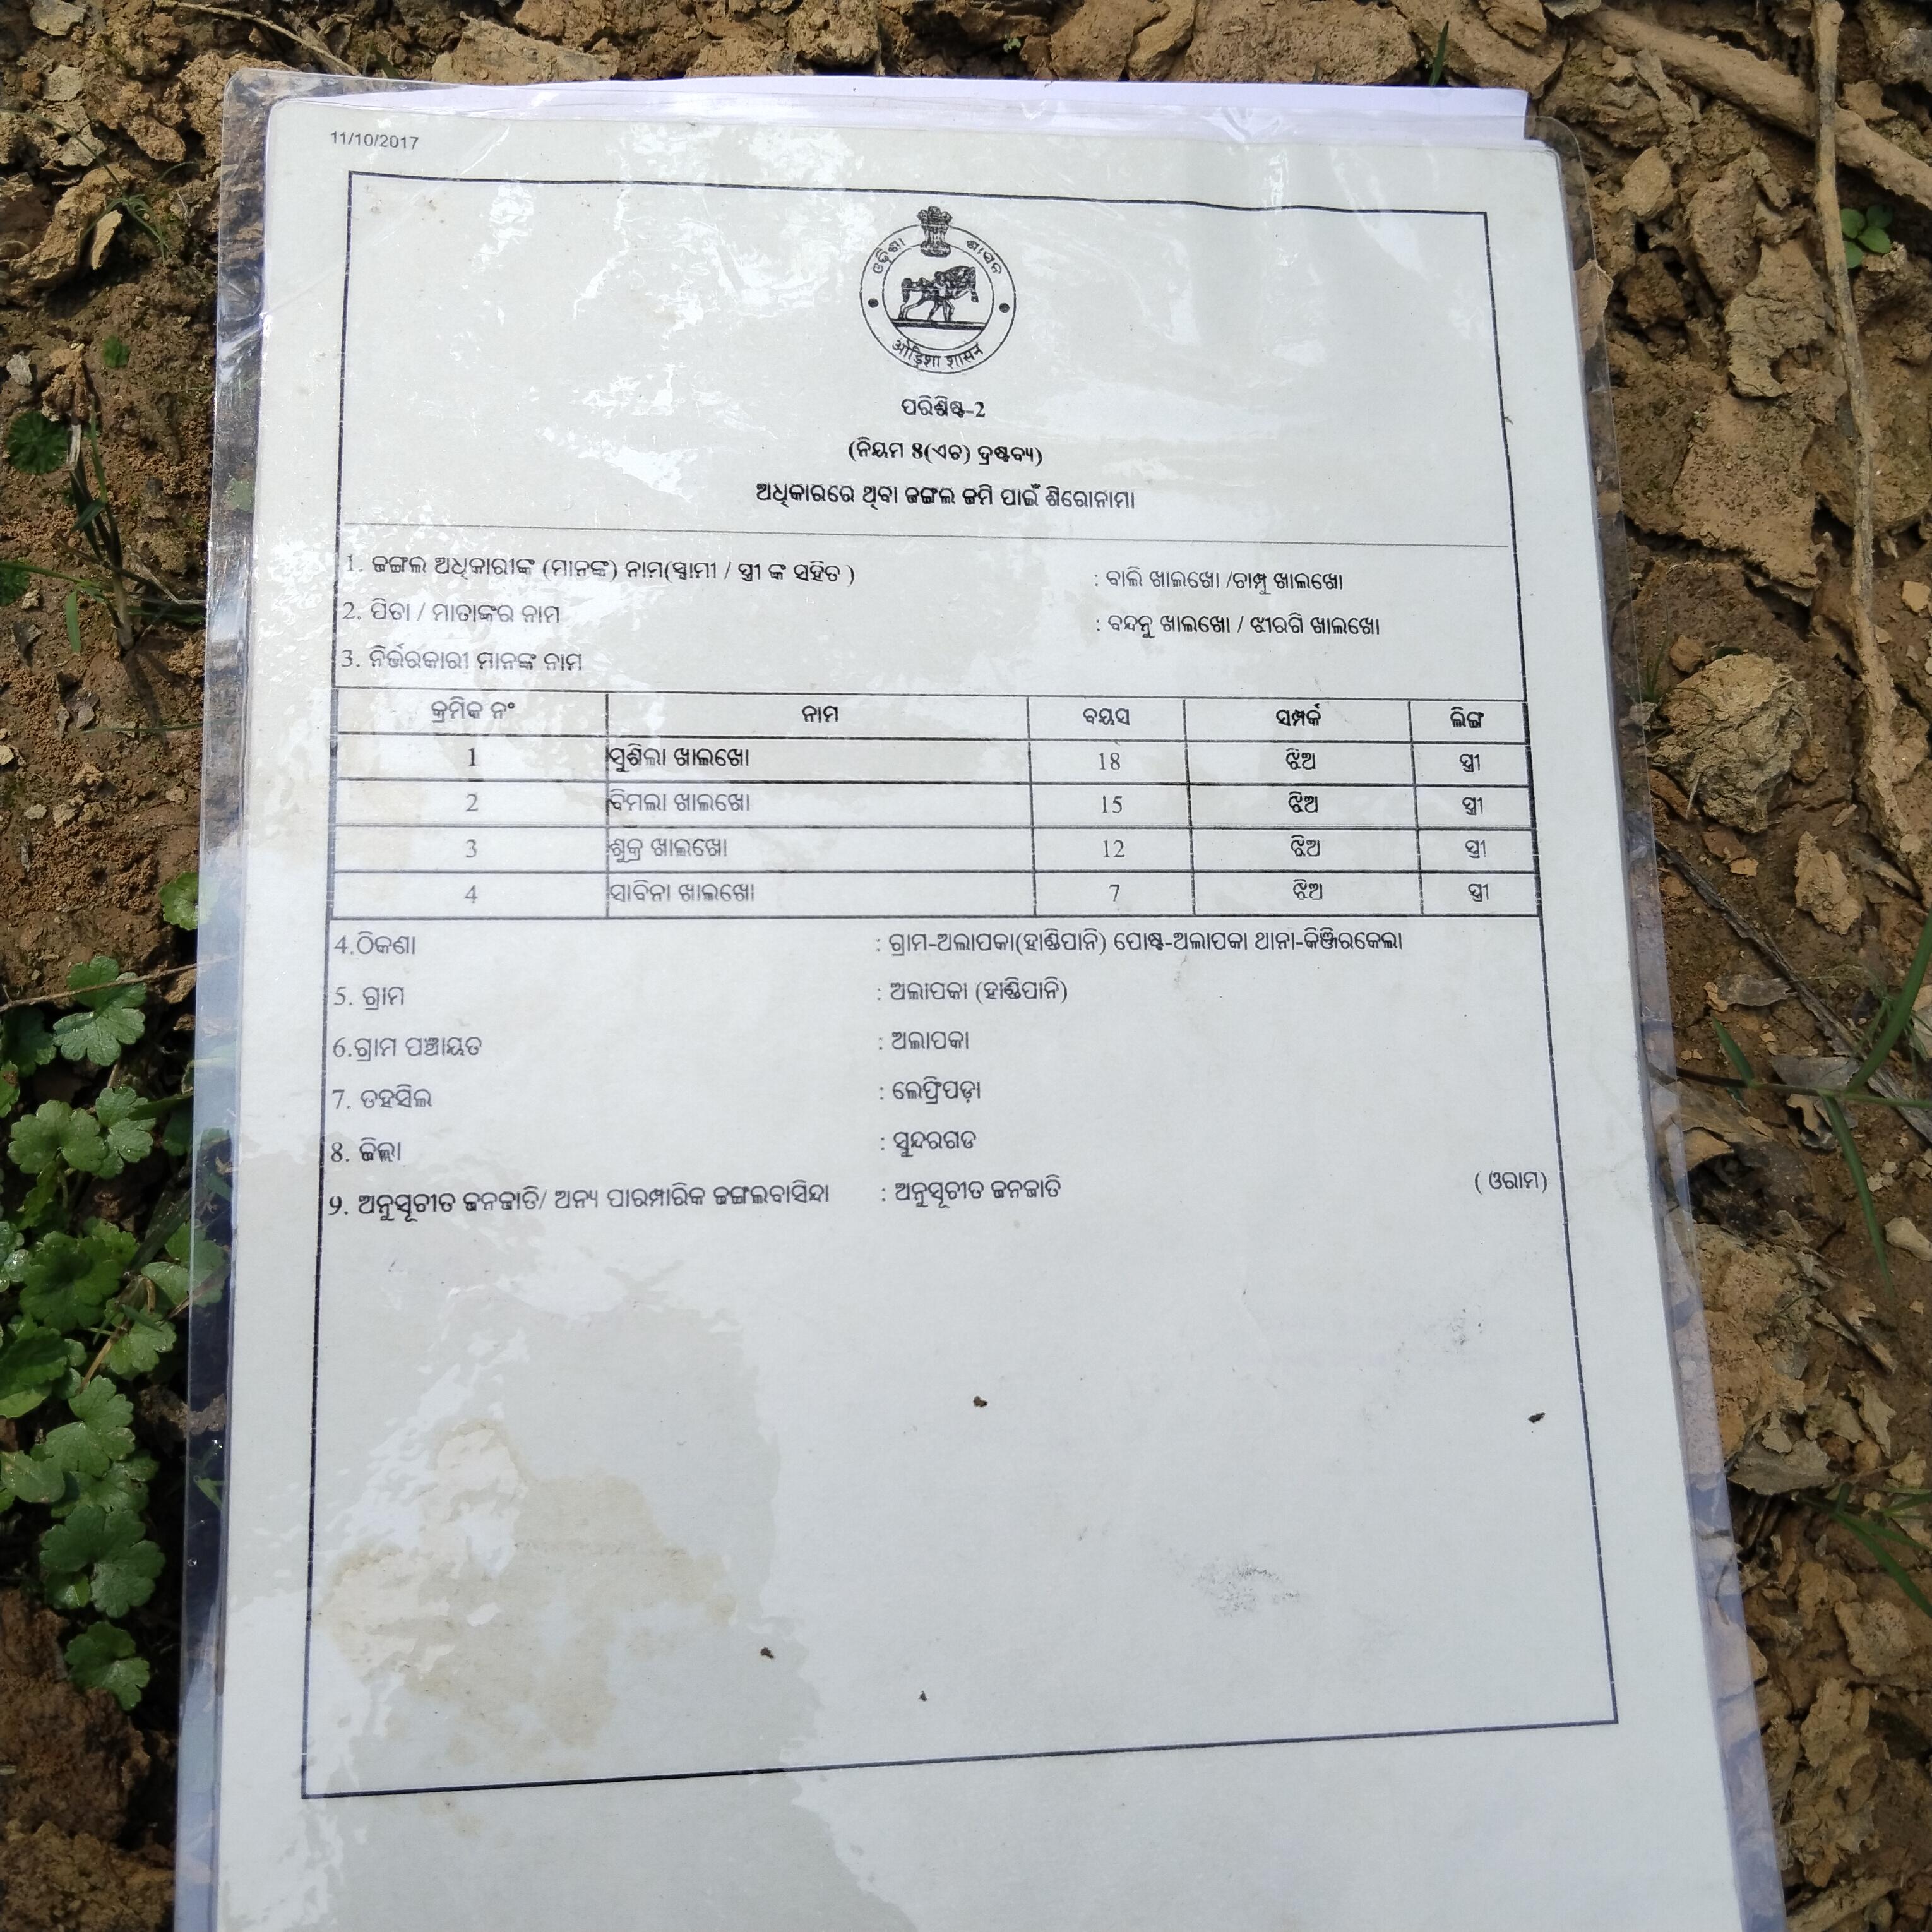 11/10/2017
ଓଡ଼ିଶା ଶାସନ
ओड़िशा शासन
ପରିଶିଷ୍ଟ-2
(ନିୟମ ୫(ଏଚ) ଦ୍ରଷ୍ଟବ୍ୟ)
ଅଧିକାରରେ ଥିବା ଜଙ୍ଗଲ ଜମି ପାଇଁ ଶିରୋନାମା
1. ଜଙ୍ଗଲ ଅଧିକାରୀଙ୍କ (ମାନଙ୍କ) ନାମ(ସ୍ୱାମୀ / ସ୍ତ୍ରୀ ଙ୍କ ସହିତ ) : ବାଲି ଖାଲଖୋ /ଚାମ୍ପୁ ଖାଲଖୋ
2. ପିତା / ମାତାଙ୍କର ନାମ : ବନ୍ଦନୁ ଖାଲଖୋ / ଝୀରଗି ଖାଲଖୋ
3. ନିର୍ଭରକାରୀ ମାନଙ୍କ ନାମ
କ୍ରମିକ ନଂ ନାମ ବୟସ ସମ୍ପର୍କ ଲିଙ୍ଗ
1 ସୁଶିଲା ଖାଲଖୋ 18 ଝିଅ ସ୍ତ୍ରୀ
2 ବିମଲା ଖାଲଖୋ 15 ଝିଅ ସ୍ତ୍ରୀ
3 ଶୁକ୍ର ଖାଲଖୋ 12 ଝିଅ ସ୍ତ୍ରୀ
4 ସାବିନା ଖାଲଖୋ 7 ଝିଅ ସ୍ତ୍ରୀ
4.ଠିକଣା : ଗ୍ରାମ-ଅଲାପକା(ହାଣ୍ଡିପାନି) ପୋଷ୍ଟ-ଅଲାପକା ଥାନା-କିଞ୍ଜିରକେଲା
5. ଗ୍ରାମ : ଅଲାପକା (ହାଣ୍ଡିପାନି)
6.ଗ୍ରାମ ପଞ୍ଚାୟତ : ଅଲାପକା
7. ତହସିଲ : ଲେଫ୍ରିପଡ଼ା
8. ଜିଲ୍ଲା : ସୁନ୍ଦରଗଡ
୨. ଅନୁସୂଚୀତ ଜନଜାତି/ ଅନ୍ୟ ପାରମ୍ପାରିକ ଜଙ୍ଗଲବାସିନ୍ଦା : ଅନୁସୂଚୀତ ଜନଜାତି ( ଓରାମ)